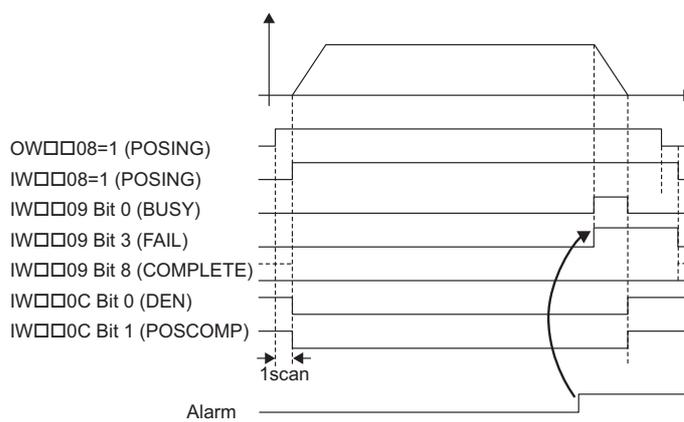 OW□□08=1 (POSING)
IW□□08=1 (POSING)
IW□□09 Bit 0 (BUSY)
IW□□09 Bit 3 (FAIL)
IW□□09 Bit 8 (COMPLETE)
IW□□0C Bit 0 (DEN)
IW□□0C Bit 1 (POSCOMP)
1scan
Alarm